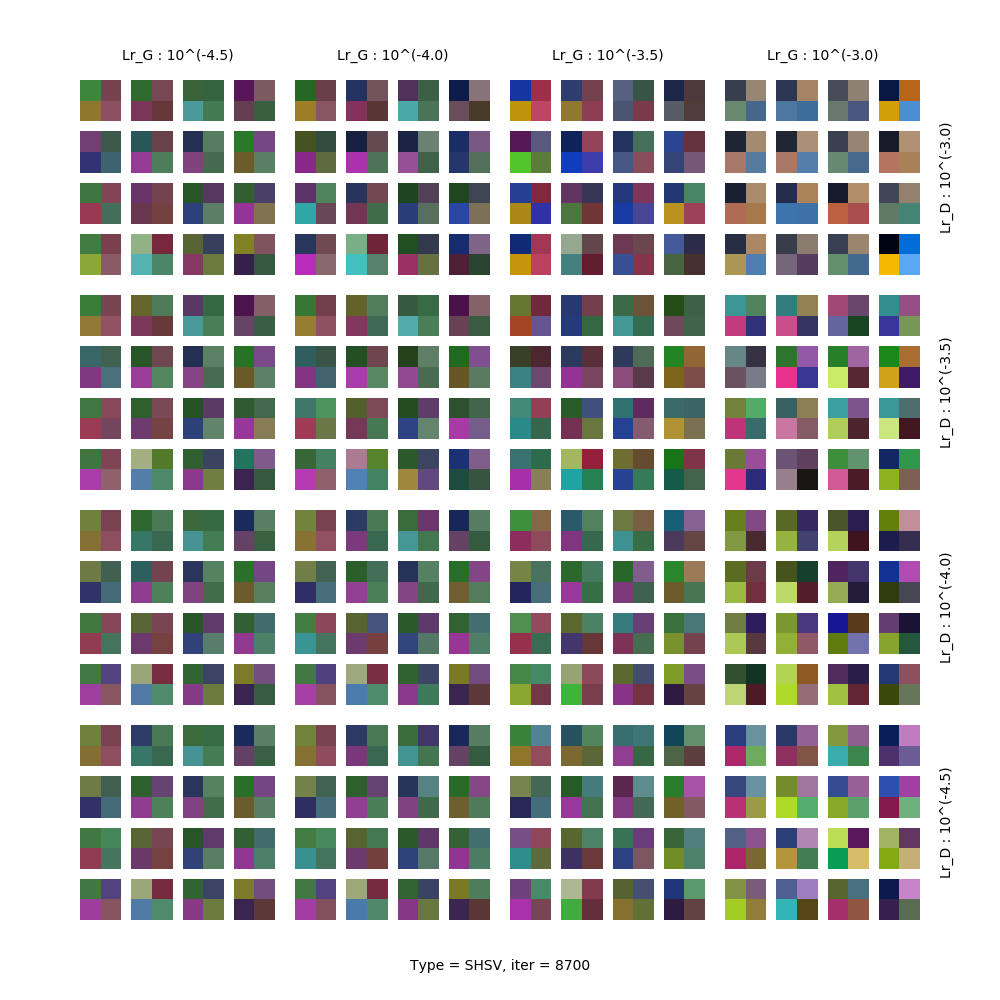 Lr_G : 10^(-4.5)
Lr_G : 10^(-4.0)
Lr_G : 10^(-3.5)
Lr_G : 10^(-3.0)
Lr_D : 10^(-3.0)
Lr_D : 10^(-3.5)
Lr_D : 10^(-4.0)
Lr_D : 10^(-4.5)
Type = SHSV, iter = 8700